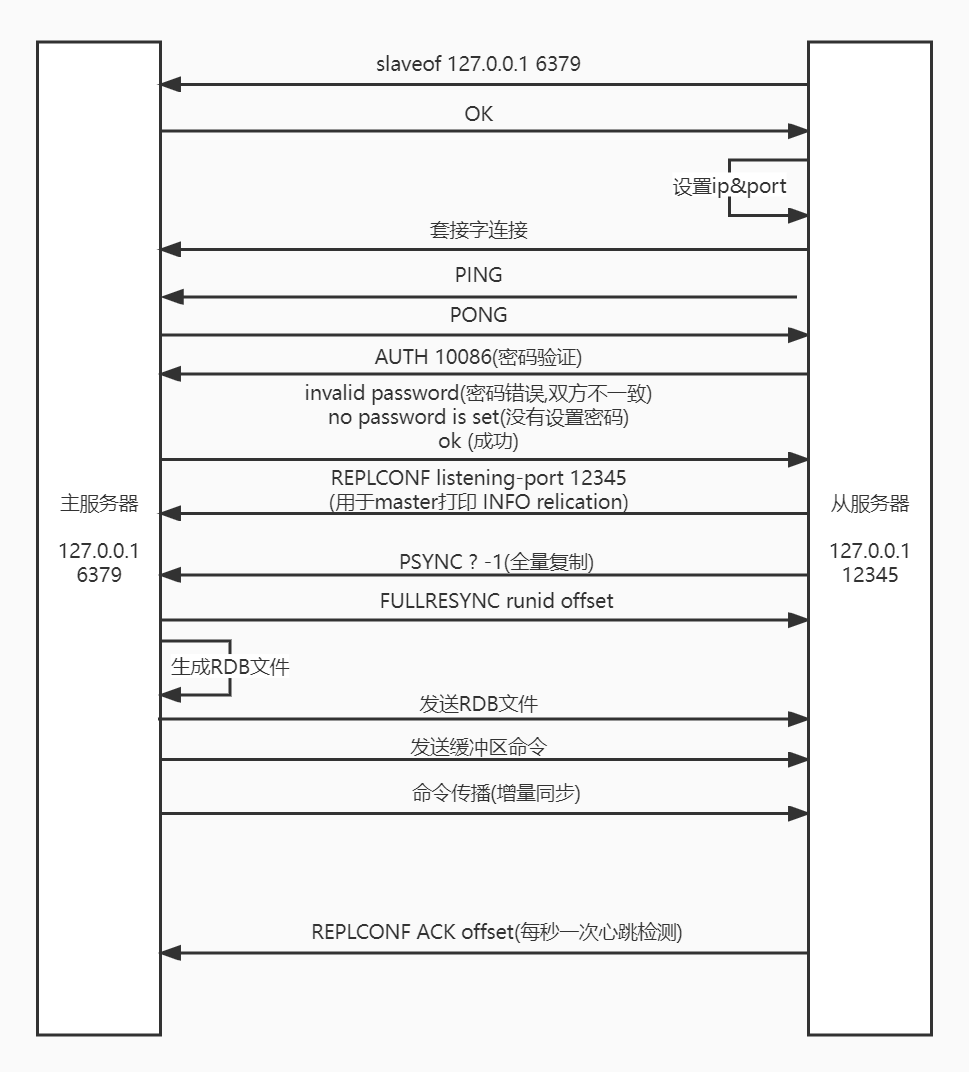 slaveof 127.0.0.1 6379
OK
设置ip&port
套接字连接
PING
PONG
AUTH 10086(密码验证)
invalid password(密码错误,双方不一致)
no password is set(没有设置密码)
ok (成功)
REPLCONF listening-port 12345
(用于master打印 INFO relication)
主服务器
127.0.0.1
6379
从服务器
127.0.0.1
12345
PSYNC ? -1(全量复制)
FULLRESYNC runid offset
生成RDB文件
发送RDB文件
发送缓冲区命令
命令传播(增量同步)
REPLCONF ACK offset(每秒一次心跳检测)